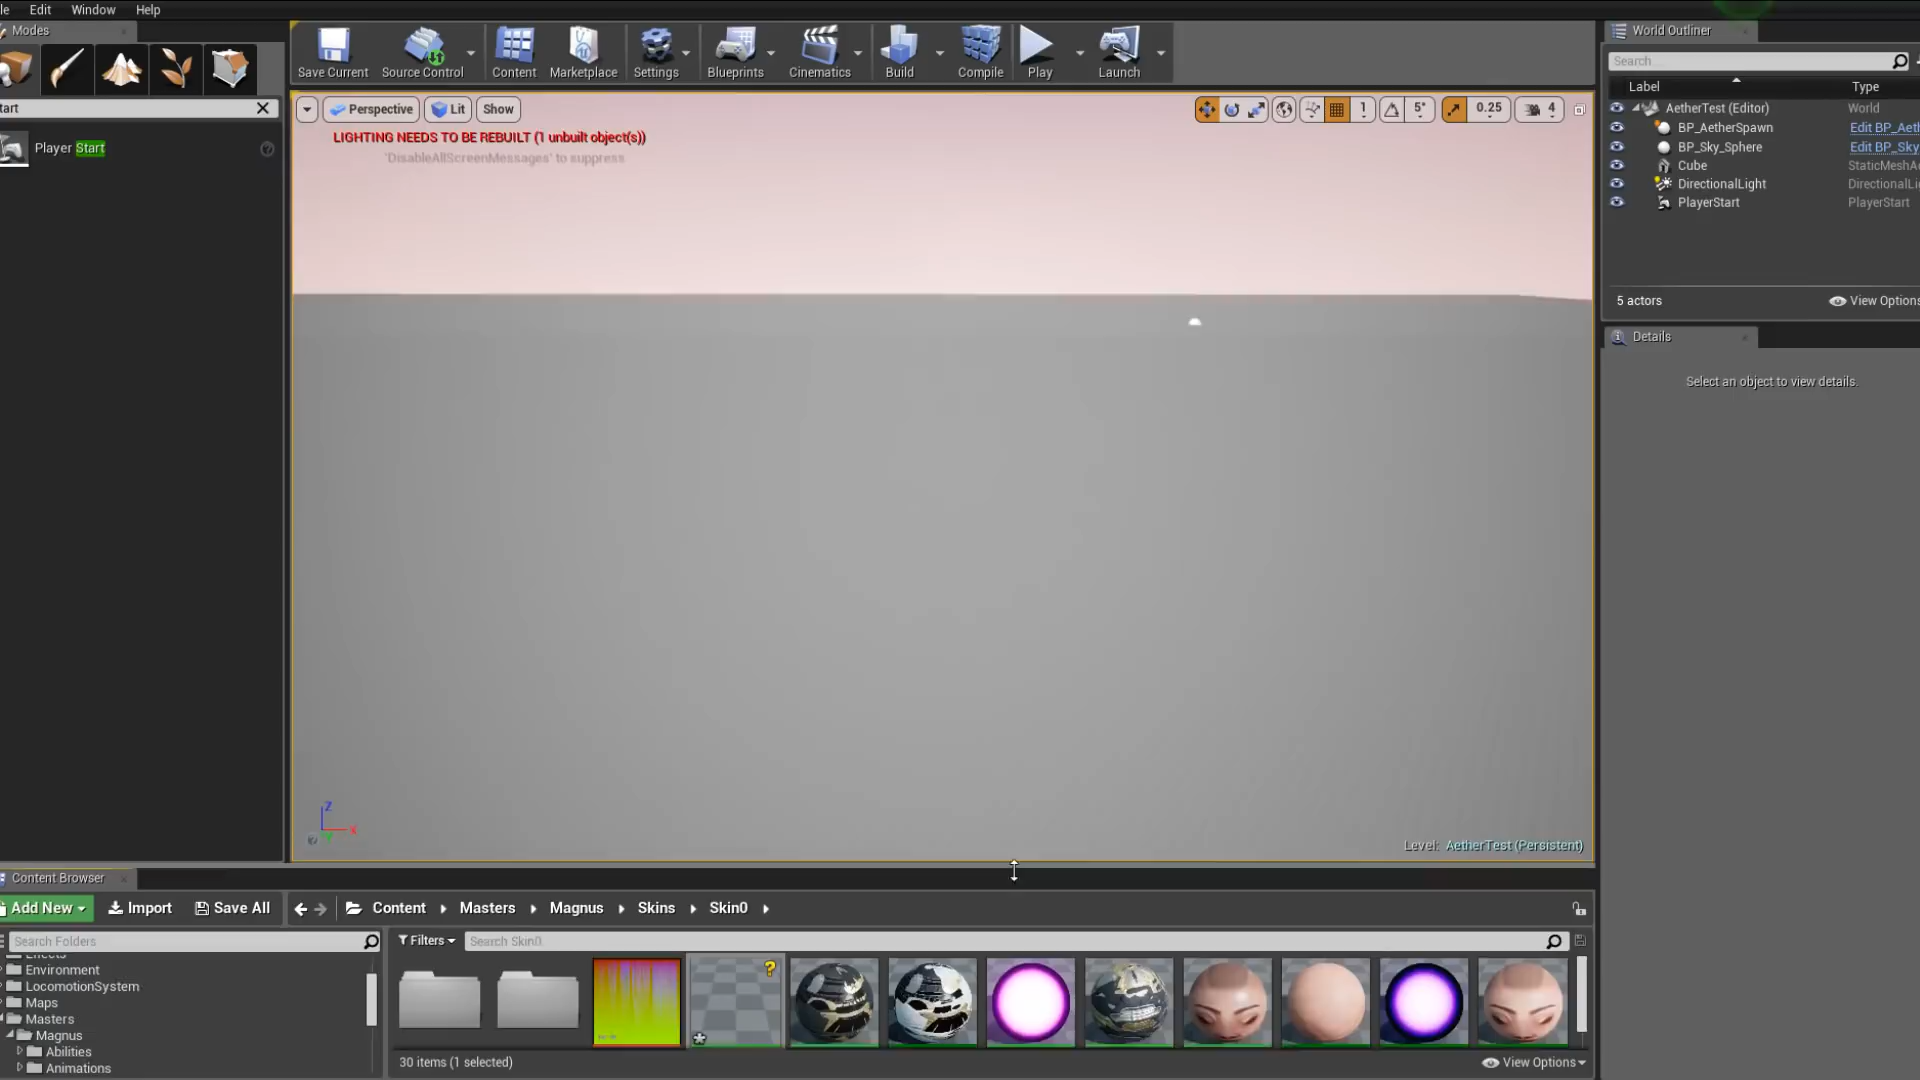 le Edit Window Help
Modes
tart
Player Start
Save Current Source Control Content Marketplace Settings Blueprints Cinematics Build Compile Play Launch
Perspective Lit Show 1 5° 0.25 4
LIGHTING NEEDS TO BE REBUILT (1 unbuilt object(s))
'DisableAllScreenMessages' to suppress
Z
X
Level: AetherTest (Persistent)
World Outliner
Search...
Label Type
AetherTest (Editor) World
BP_AetherSpawn Edit BP_Aeth
BP_Sky_Sphere Edit BP_Sky
Cube StaticMeshAc
DirectionalLight DirectionalLi
PlayerStart PlayerStart
5 actors View Options
Details
Select an object to view details.
Content Browser
Add New Import Save All Content Masters Magnus Skins Skin0
Search Folders
Filters Search Skin0
Effects
Environment
LocomotionSystem
Maps
Masters
Magnus
Abilities
Animations
30 items (1 selected) View Options